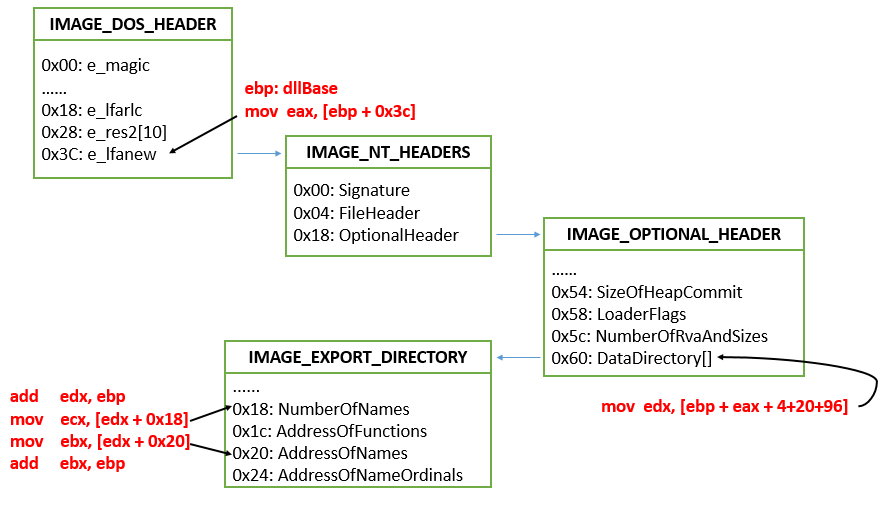 IMAGE_DOS_HEADER
0x00: e_magic
......
0x18: e_lfarlc
0x28: e_res2[10]
0x3C: e_lfanew
ebp: dllBase
mov eax, [ebp + 0x3c]
IMAGE_NT_HEADERS
0x00: Signature
0x04: FileHeader
0x18: OptionalHeader
IMAGE_OPTIONAL_HEADER
......
0x54: SizeOfHeapCommit
0x58: LoaderFlags
0x5c: NumberOfRvaAndSizes
0x60: DataDirectory[]
mov edx, [ebp + eax + 4+20+96]
IMAGE_EXPORT_DIRECTORY
......
0x18: NumberOfNames
0x1c: AddressOfFunctions
0x20: AddressOfNames
0x24: AddressOfNameOrdinals
add edx, ebp
mov ecx, [edx + 0x18]
mov ebx, [edx + 0x20]
add ebx, ebp